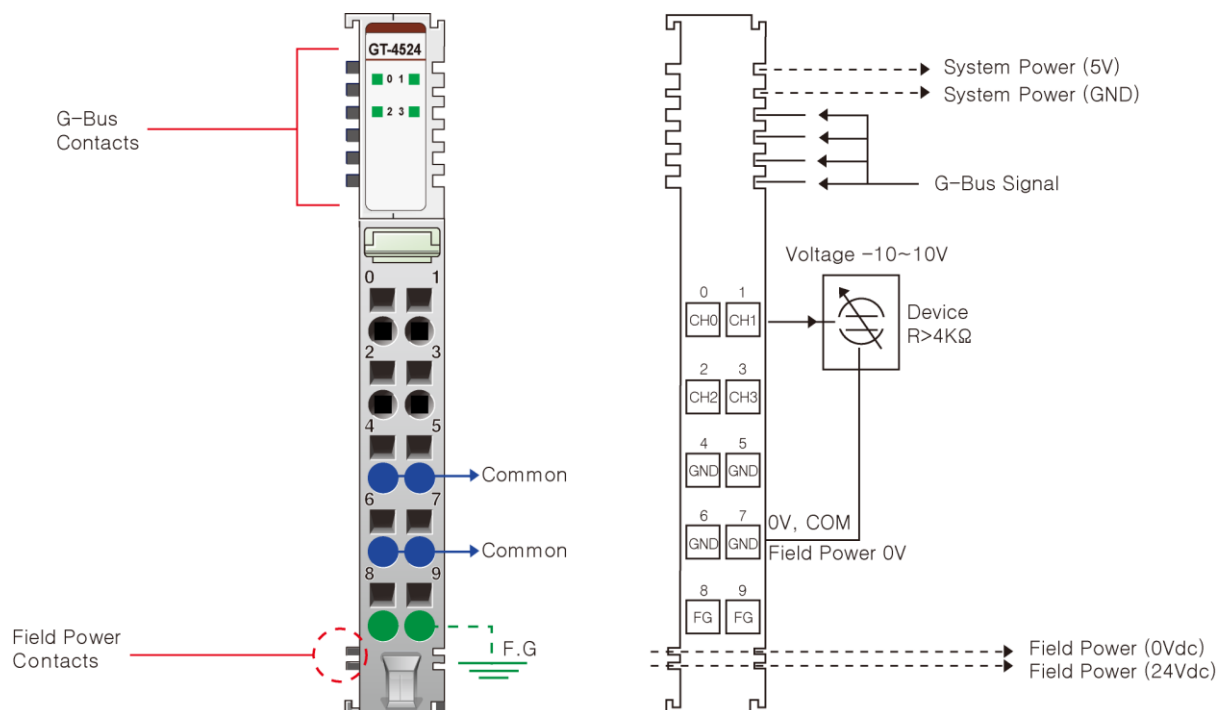 GT-4524
0 1
2 3
G-Bus
Contacts
0 1
2 3
4 5
Common
6 7
Common
8 9
F.G
Field Power
Contacts
System Power (5V)
System Power (GND)
G-Bus Signal
Voltage -10~10V
0 1
CH0 CH1
Device
R>4KΩ
2 3
CH2 CH3
4 5
GND GND
6 7
GND GND
0V, COM
Field Power 0V
8 9
FG FG
Field Power (0Vdc)
Field Power (24Vdc)